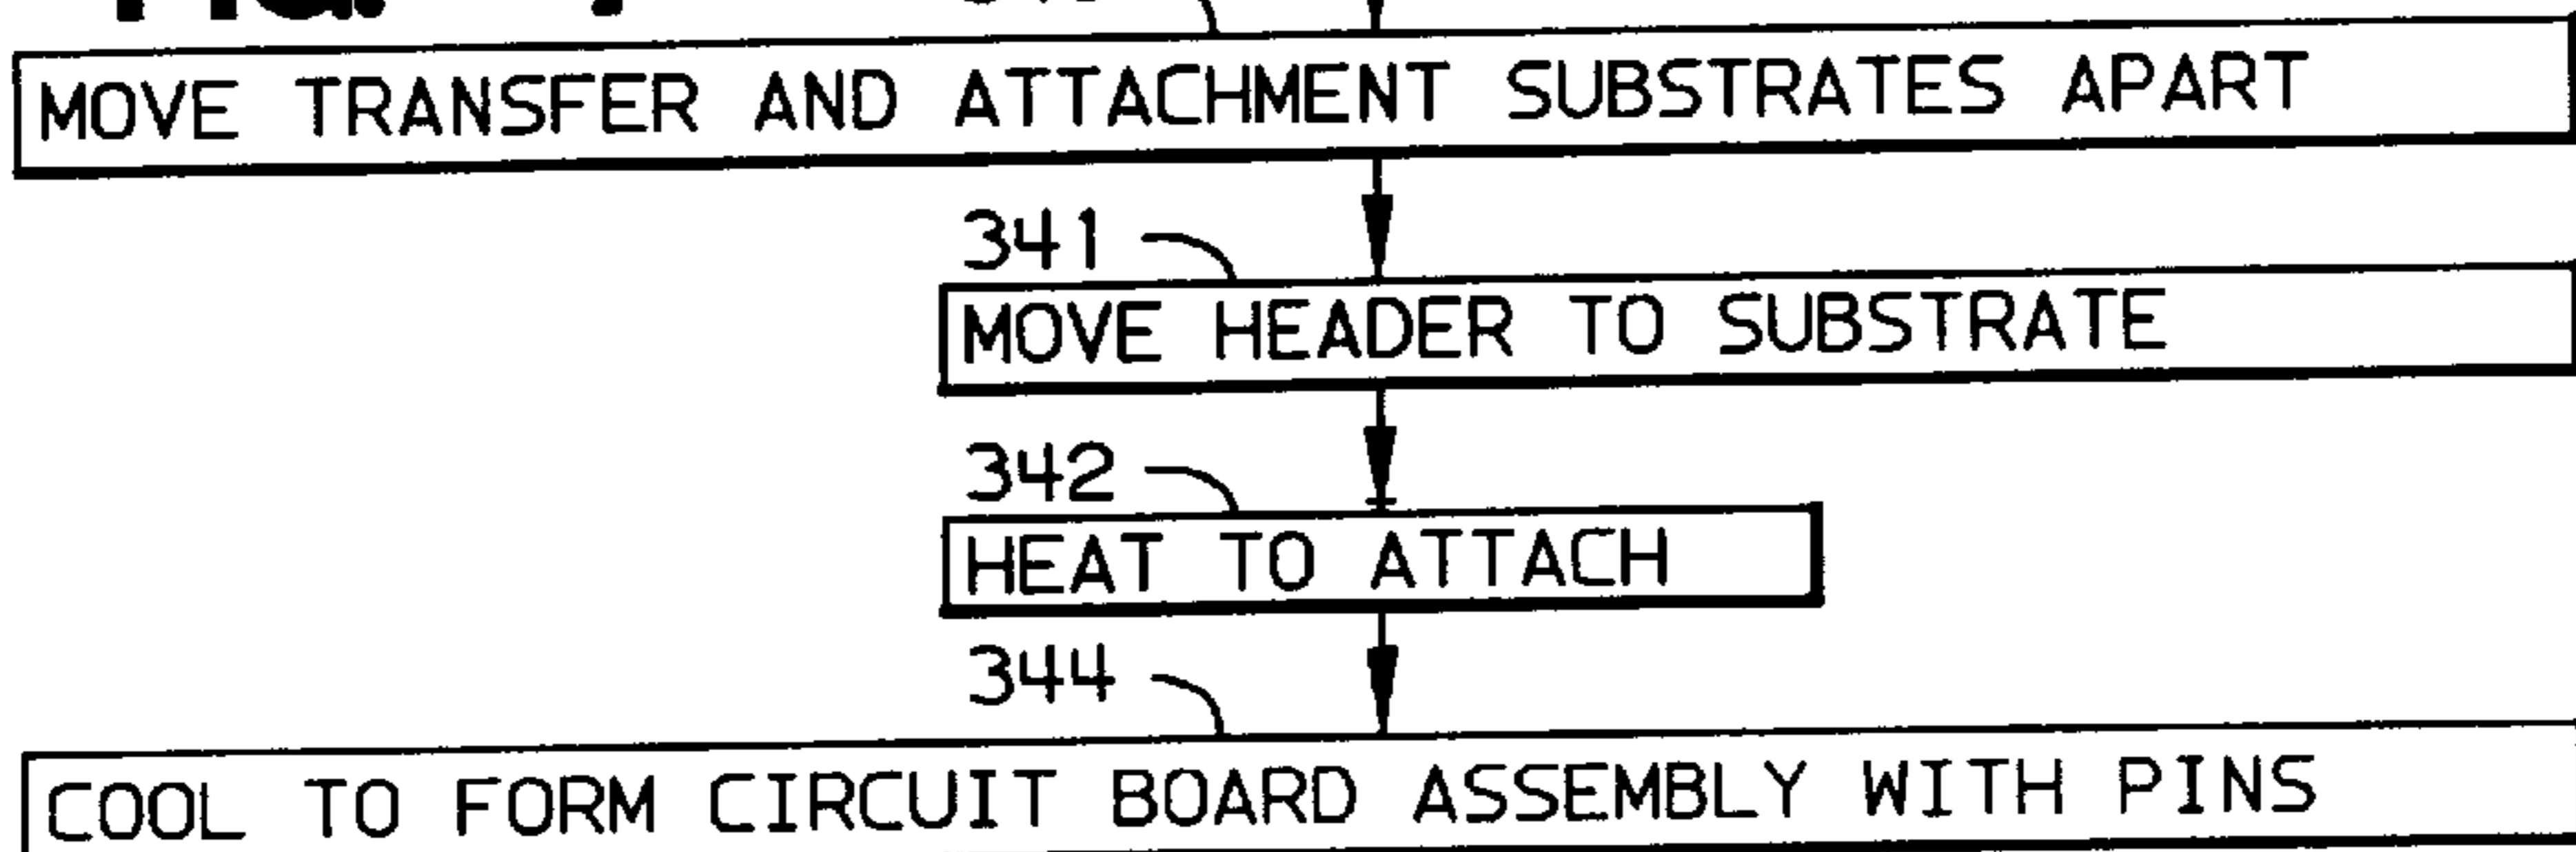 MOVE TRANSFER AND ATTACHMENT SUBSTRATES APART
341
MOVE HEADER TO SUBSTRATE
342
HEAT TO ATTACH
344
COOL TO FORM CIRCUIT BOARD ASSEMBLY WITH PINS